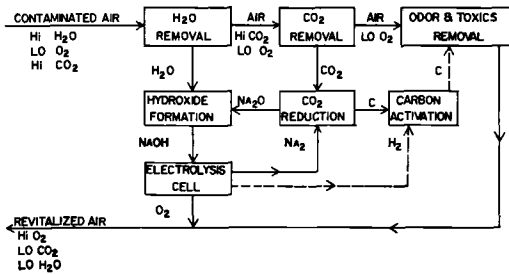 CONTAMINATED AIR
Hi H₂O
LO O₂
Hi CO₂
H₂O
REMOVAL
AIR
Hi CO₂
LO O₂
CO₂
REMOVAL
AIR
LO O₂
ODOR & TOXICS
REMOVAL
H₂O
CO₂
C
HYDROXIDE
FORMATION
Na₂O
CO₂
REDUCTION
C
CARBON
ACTIVATION
NaOH
Na₂
H₂
ELECTROLYSIS
CELL
O₂
REVITALIZED AIR
Hi O₂
LO CO₂
LO H₂O